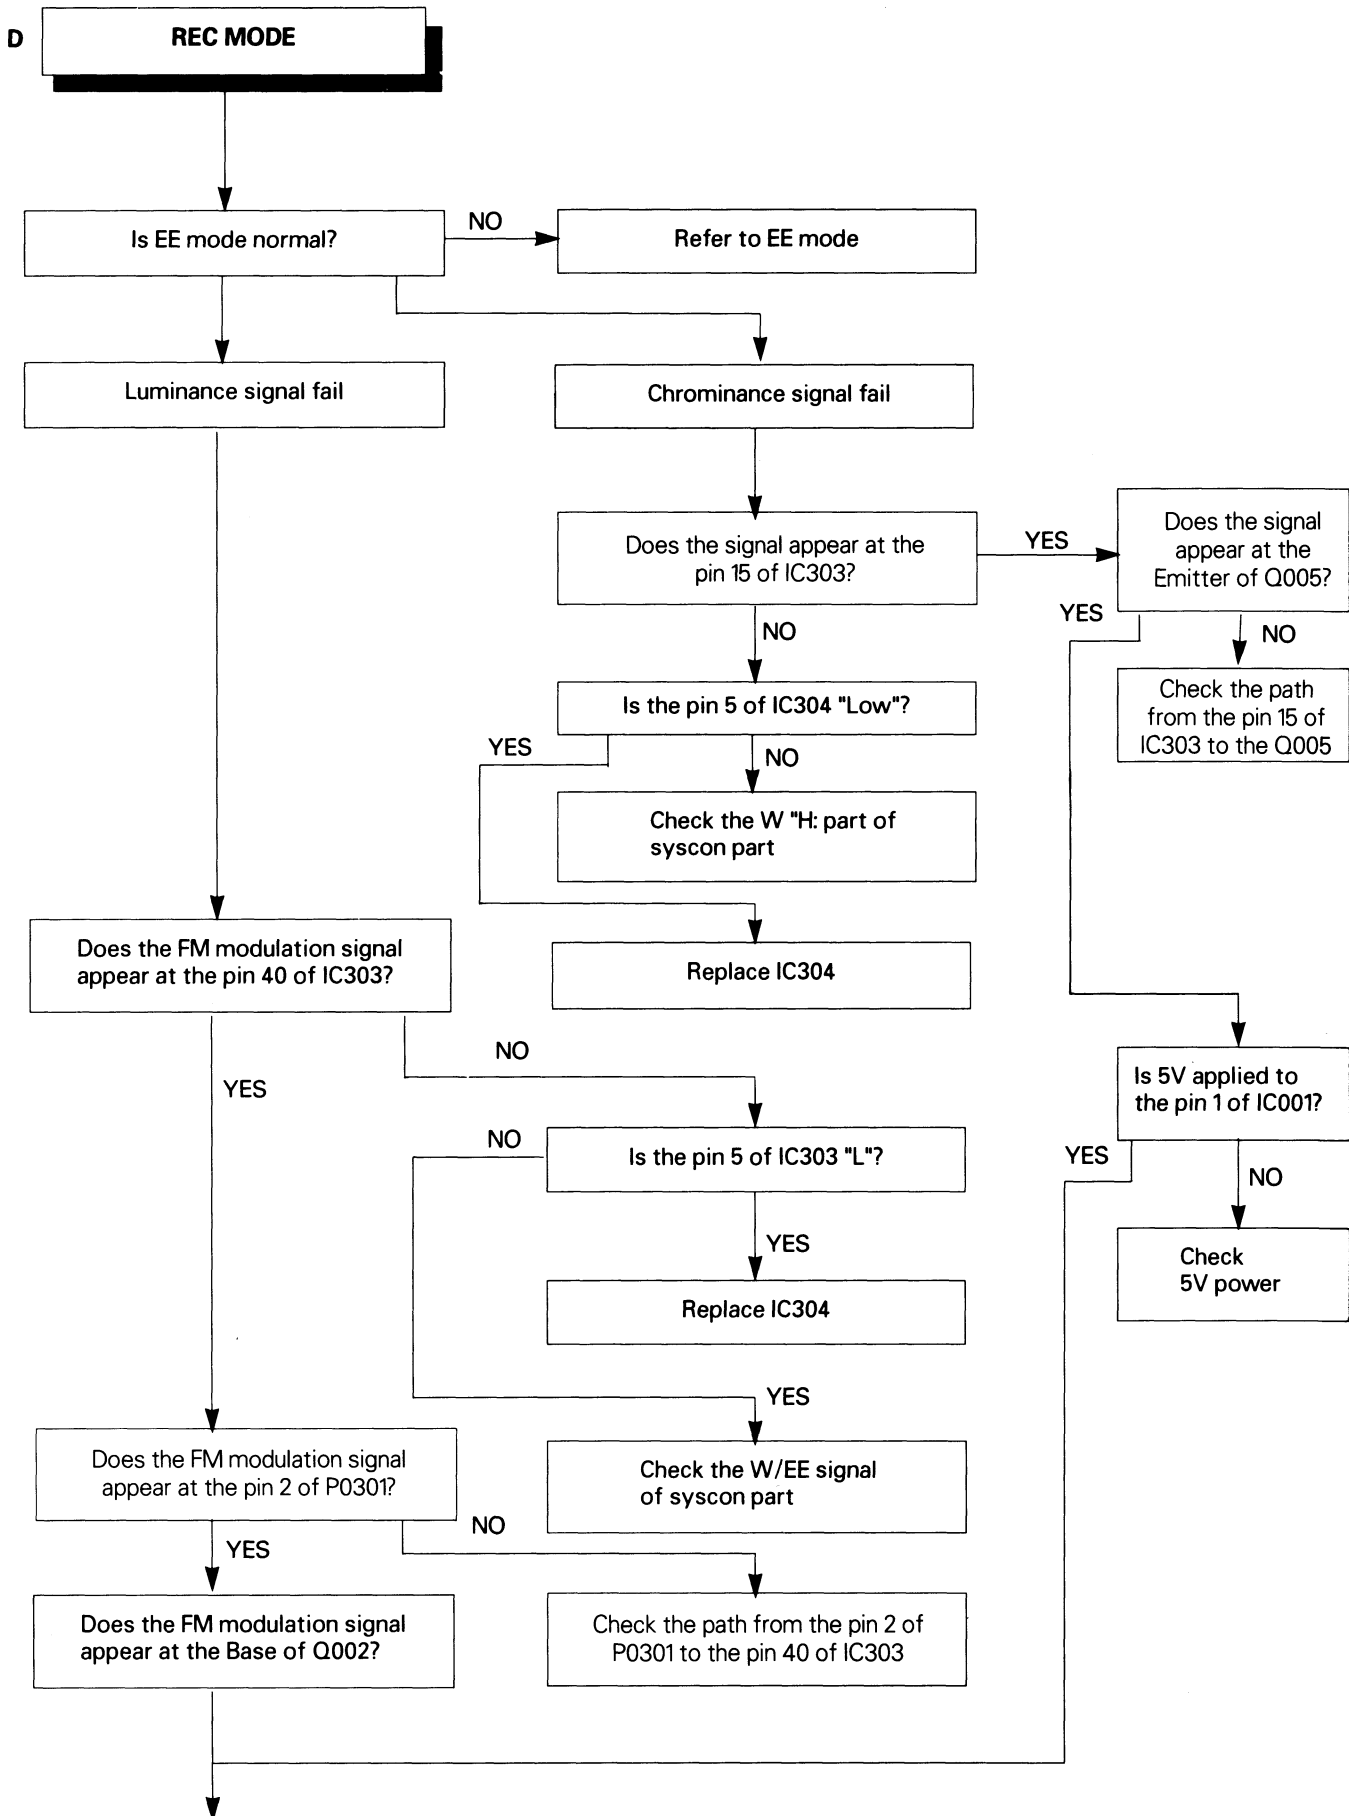 D
REC MODE
Is EE mode normal?
NO
Refer to EE mode
Luminance signal fail
Chrominance signal fail
Does the signal appear at the
pin 15 of IC303?
YES
Does the signal
appear at the
Emitter of Q005?
YES
NO
Check the path
from the pin 15 of
IC303 to the Q005
NO
Is the pin 5 of IC304 "Low"?
YES
NO
Check the W "H: part of
syscon part
Replace IC304
Does the FM modulation signal
appear at the pin 40 of IC303?
NO
YES
Is 5V applied to
the pin 1 of IC001?
YES
NO
Check
5V power
NO
Is the pin 5 of IC303 "L"?
YES
Replace IC304
YES
Check the W/EE signal
of syscon part
Does the FM modulation signal
appear at the pin 2 of P0301?
NO
YES
Does the FM modulation signal
appear at the Base of Q002?
Check the path from the pin 2 of
P0301 to the pin 40 of IC303